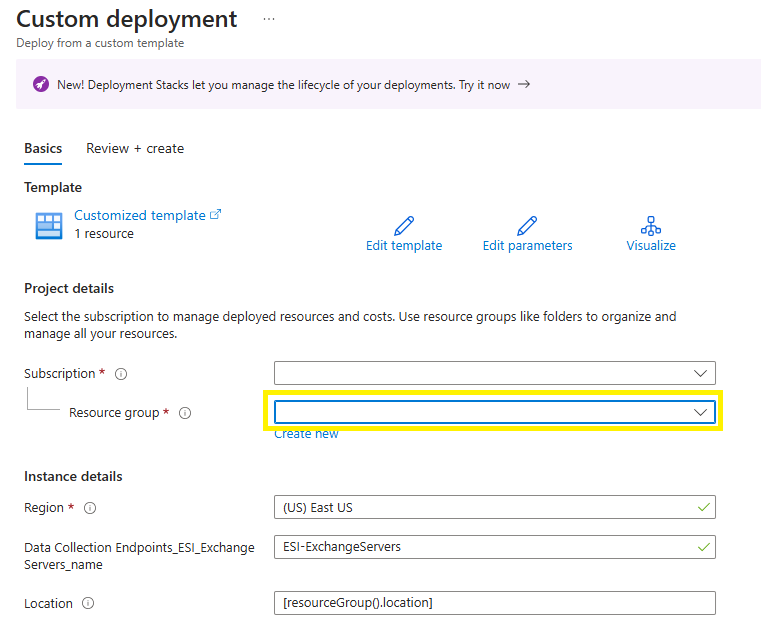 Custom deployment ...
Deploy from a custom template
New! Deployment Stacks let you manage the lifecycle of your deployments. Try it now →
Basics Review + create
Template
Customized template
1 resource
Edit template Edit parameters Visualize
Project details
Select the subscription to manage deployed resources and costs. Use resource groups like folders to organize and
manage all your resources.
Subscription *
Resource group *
Create new
Instance details
Region * (US) East US
Data Collection Endpoints_ESI_Exchange ESI-ExchangeServers
Servers_name
Location [resourceGroup().location]